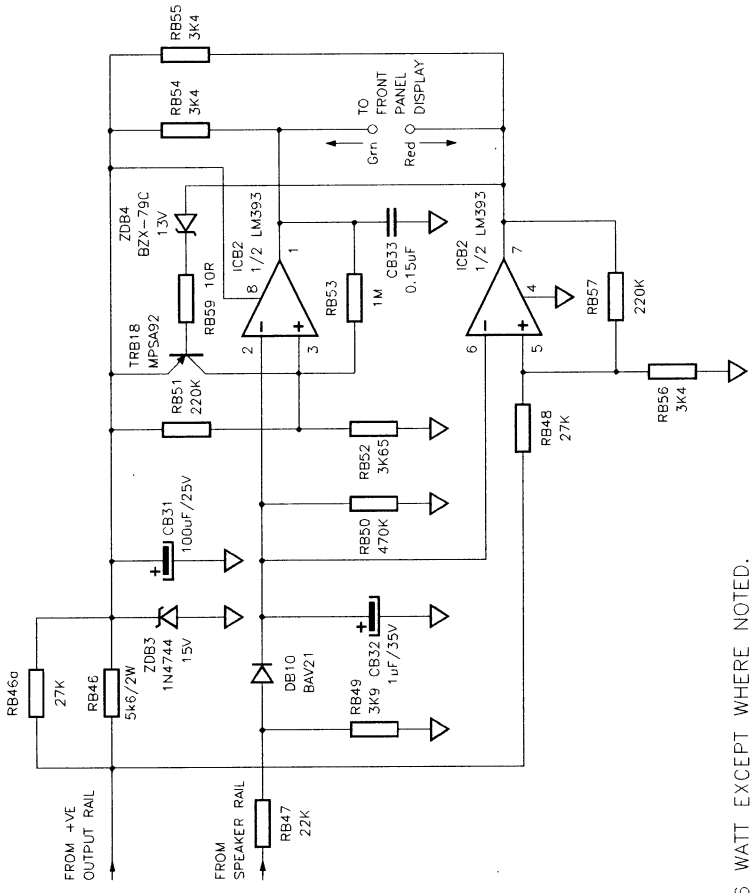 RB55
3K4
RB54
3K4
TO
FRONT
PANEL
DISPLAY
Grn
Red
ZDB4
BZX-79C
13V
RB59 10R
TRB18
MPSA92
ICB2
1/2 LM393
8
2
3
1
RB53
1M
CB33
0.15uF
ICB2
1/2 LM393
6
5
7
4
RB57
220K
RB56
3K4
RB48
27K
RB51
220K
RB52
3K65
RB50
470K
CB31
100uF/25V
ZDB3
1N4744
15V
RB46a
27K
RB46
5k6/2W
DB10
BAV21
CB32
1uF/35V
RB49
3K9
RB47
22K
FROM +VE
OUTPUT RAIL
FROM
SPEAKER RAIL
WATT EXCEPT WHERE NOTED.